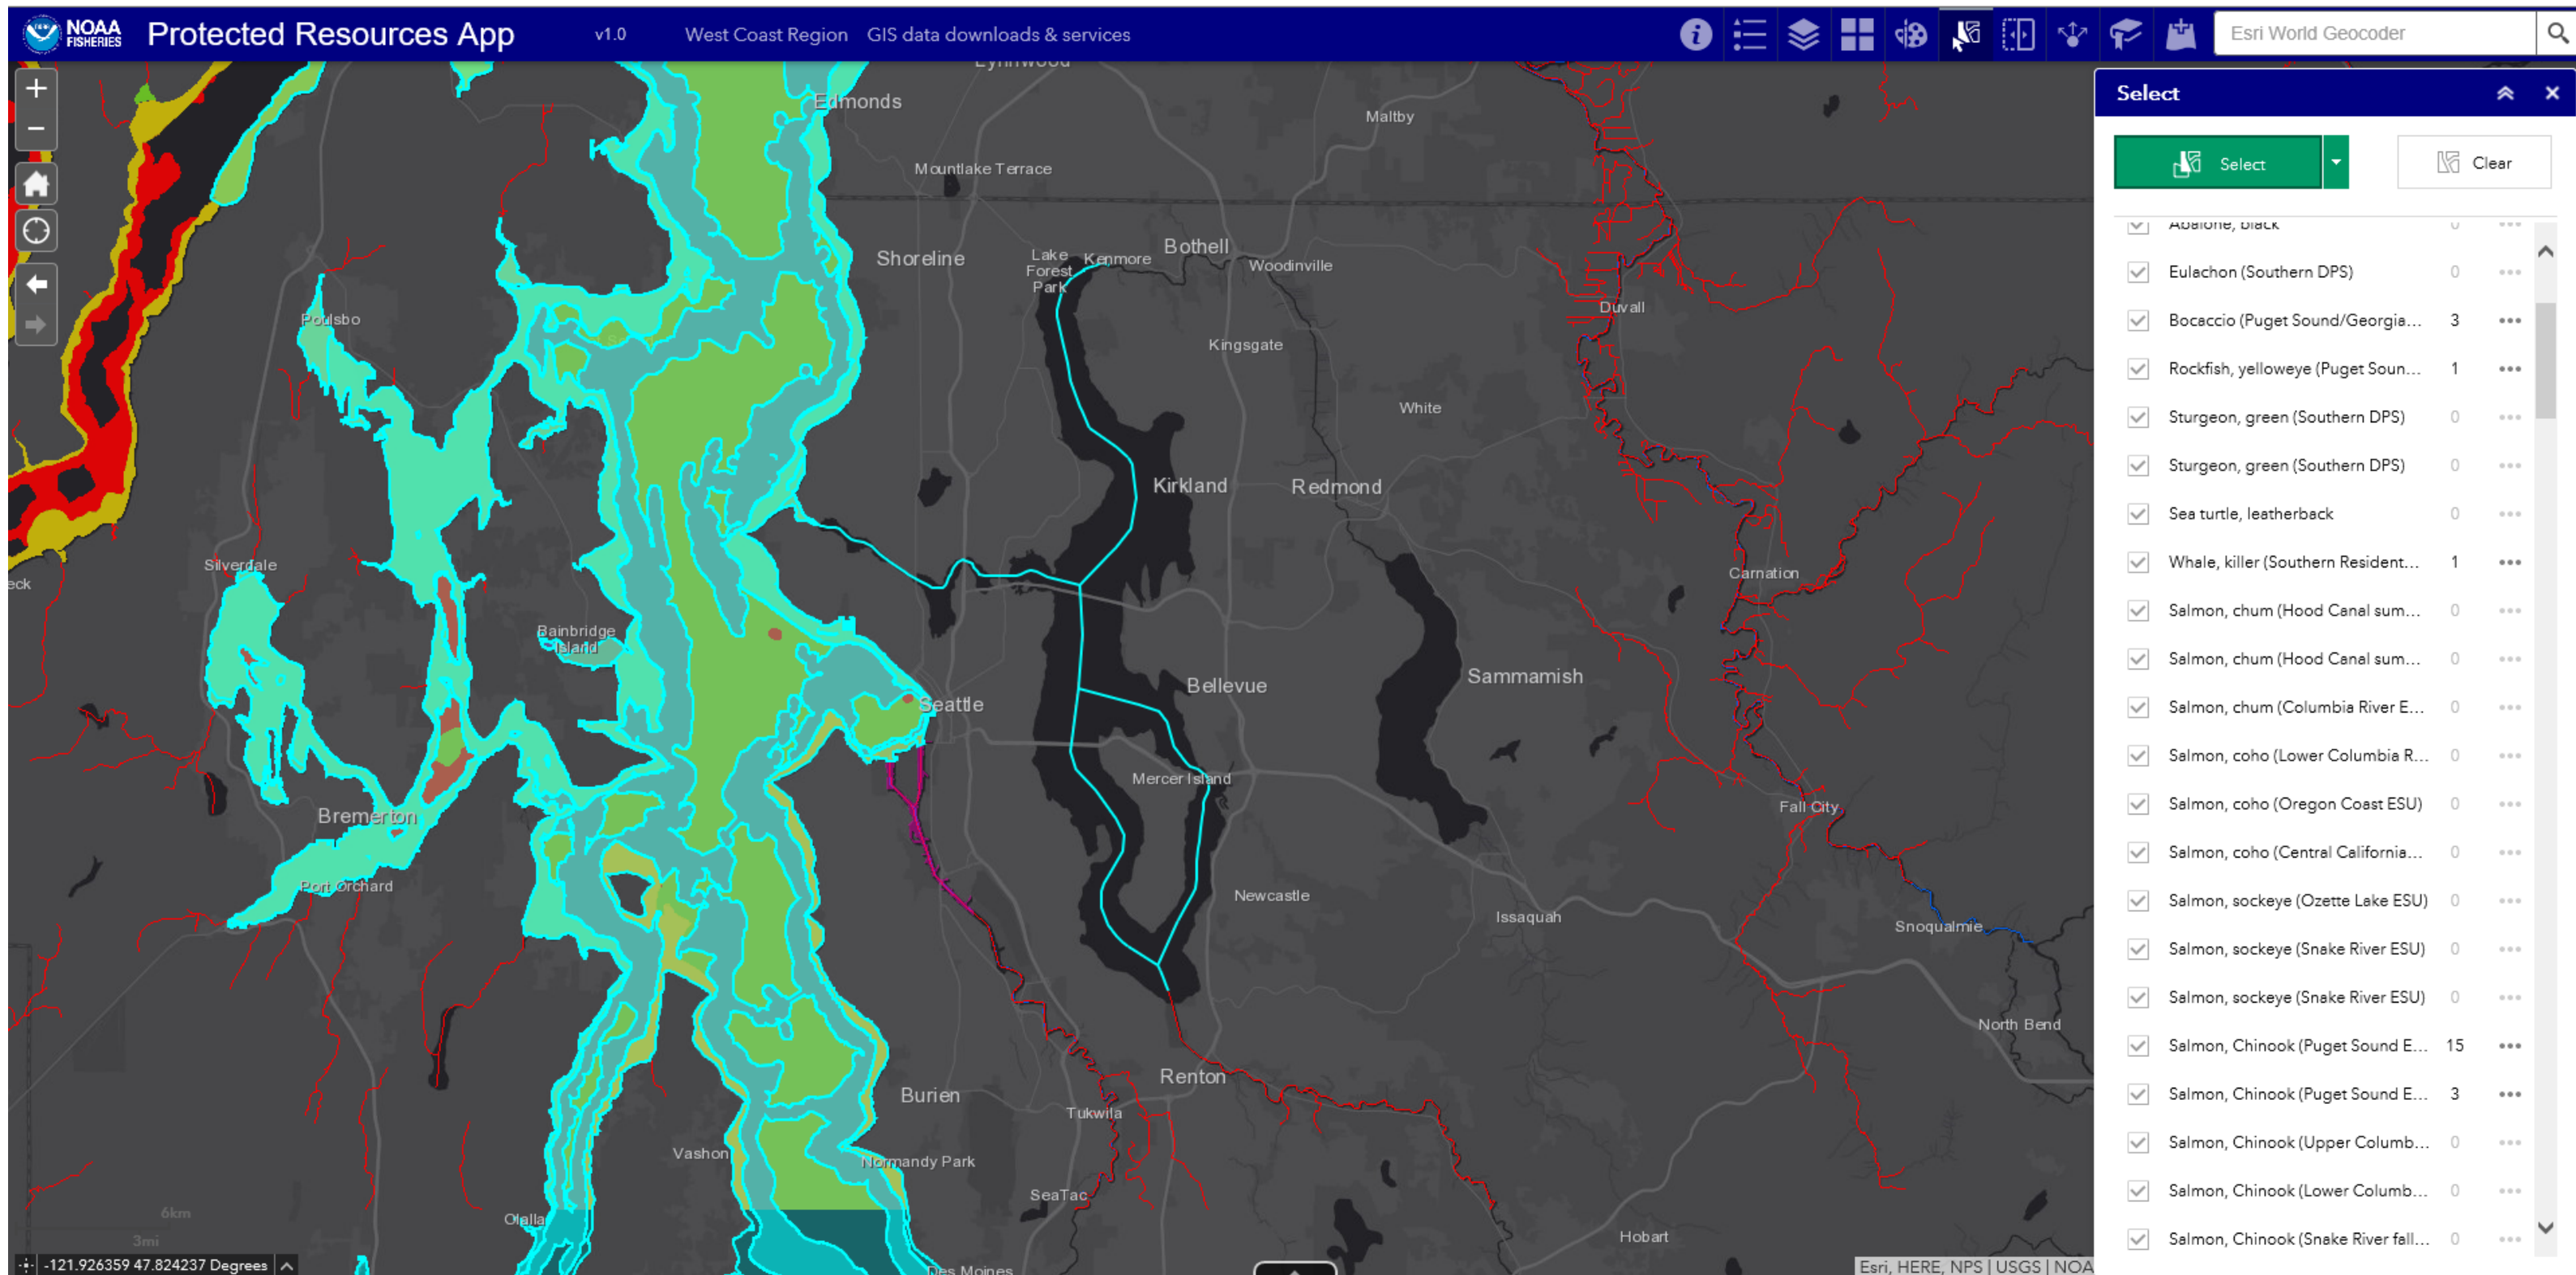 NOAA
FISHERIES
Protected Resources App
v1.0
West Coast Region
GIS data downloads & services
Esri World Geocoder
Select
Select
Clear
Abalone, black 0
Eulachon (Southern DPS) 0
Bocaccio (Puget Sound/Georgia... 3
Rockfish, yelloweye (Puget Soun... 1
Sturgeon, green (Southern DPS) 0
Sturgeon, green (Southern DPS) 0
Sea turtle, leatherback 0
Whale, killer (Southern Resident... 1
Salmon, chum (Hood Canal sum... 0
Salmon, chum (Hood Canal sum... 0
Salmon, chum (Columbia River E... 0
Salmon, coho (Lower Columbia R... 0
Salmon, coho (Oregon Coast ESU) 0
Salmon, coho (Central California... 0
Salmon, sockeye (Ozette Lake ESU) 0
Salmon, sockeye (Snake River ESU) 0
Salmon, sockeye (Snake River ESU) 0
Salmon, Chinook (Puget Sound E... 15
Salmon, Chinook (Puget Sound E... 3
Salmon, Chinook (Upper Columb... 0
Salmon, Chinook (Lower Columb... 0
Salmon, Chinook (Snake River fall... 0
Lynnwood
Edmonds
Maltby
Mountlake Terrace
Bothell
Shoreline
Lake
Forest
Park
Kenmore
Woodinville
Duvall
Poulsbo
Kingsgate
White
Kirkland
Redmond
Silverdale
eck
Carnation
Bainbridge
Island
Sammamish
Bellevue
Seattle
Mercer Island
Fall City
Bremerton
Port Orchard
Newcastle
Issaquah
Snoqualmie
North Bend
Renton
Burien
Tukwila
Vashon
Normandy Park
SeaTac
6km
Olalla
3mi
Hobart
Des Moines
-121.926359 47.824237 Degrees
Esri, HERE, NPS | USGS | NOA